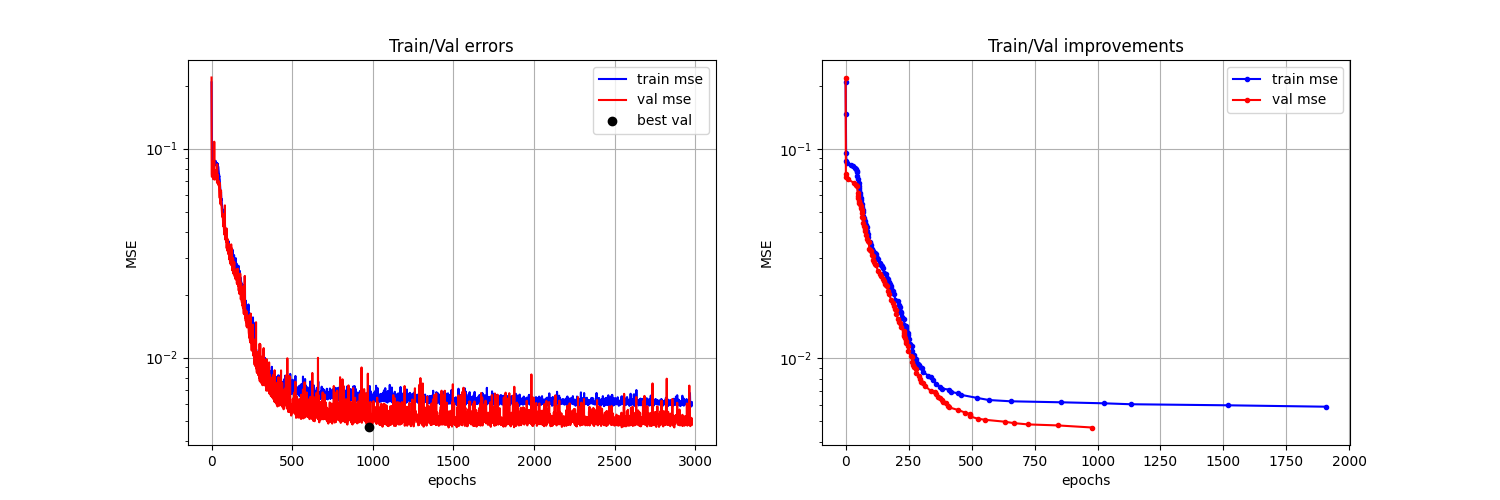 Train/Val errors
MSE
10⁻¹
10⁻²
train mse
val mse
best val
0 500 1000 1500 2000 2500 3000
epochs
Train/Val improvements
MSE
10⁻¹
10⁻²
train mse
val mse
0 250 500 750 1000 1250 1500 1750 2000
epochs